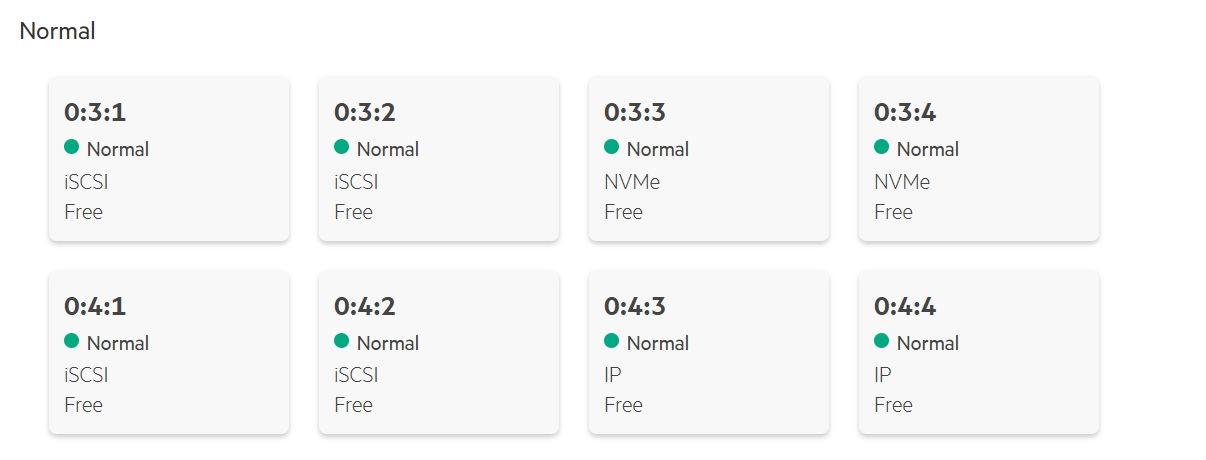 Normal
0:3:1
Normal
iSCSI
Free
0:3:2
Normal
iSCSI
Free
0:3:3
Normal
NVMe
Free
0:3:4
Normal
NVMe
Free
0:4:1
Normal
iSCSI
Free
0:4:2
Normal
iSCSI
Free
0:4:3
Normal
IP
Free
0:4:4
Normal
IP
Free